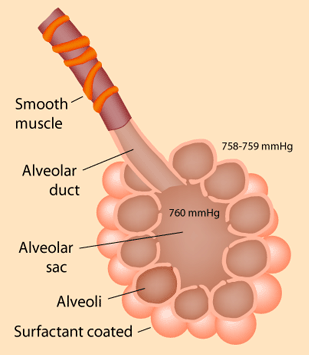 Smooth
muscle
758-759 mmHg
Alveolar
duct
760 mmHg
Alveolar
sac
Alveoli
Surfactant coated